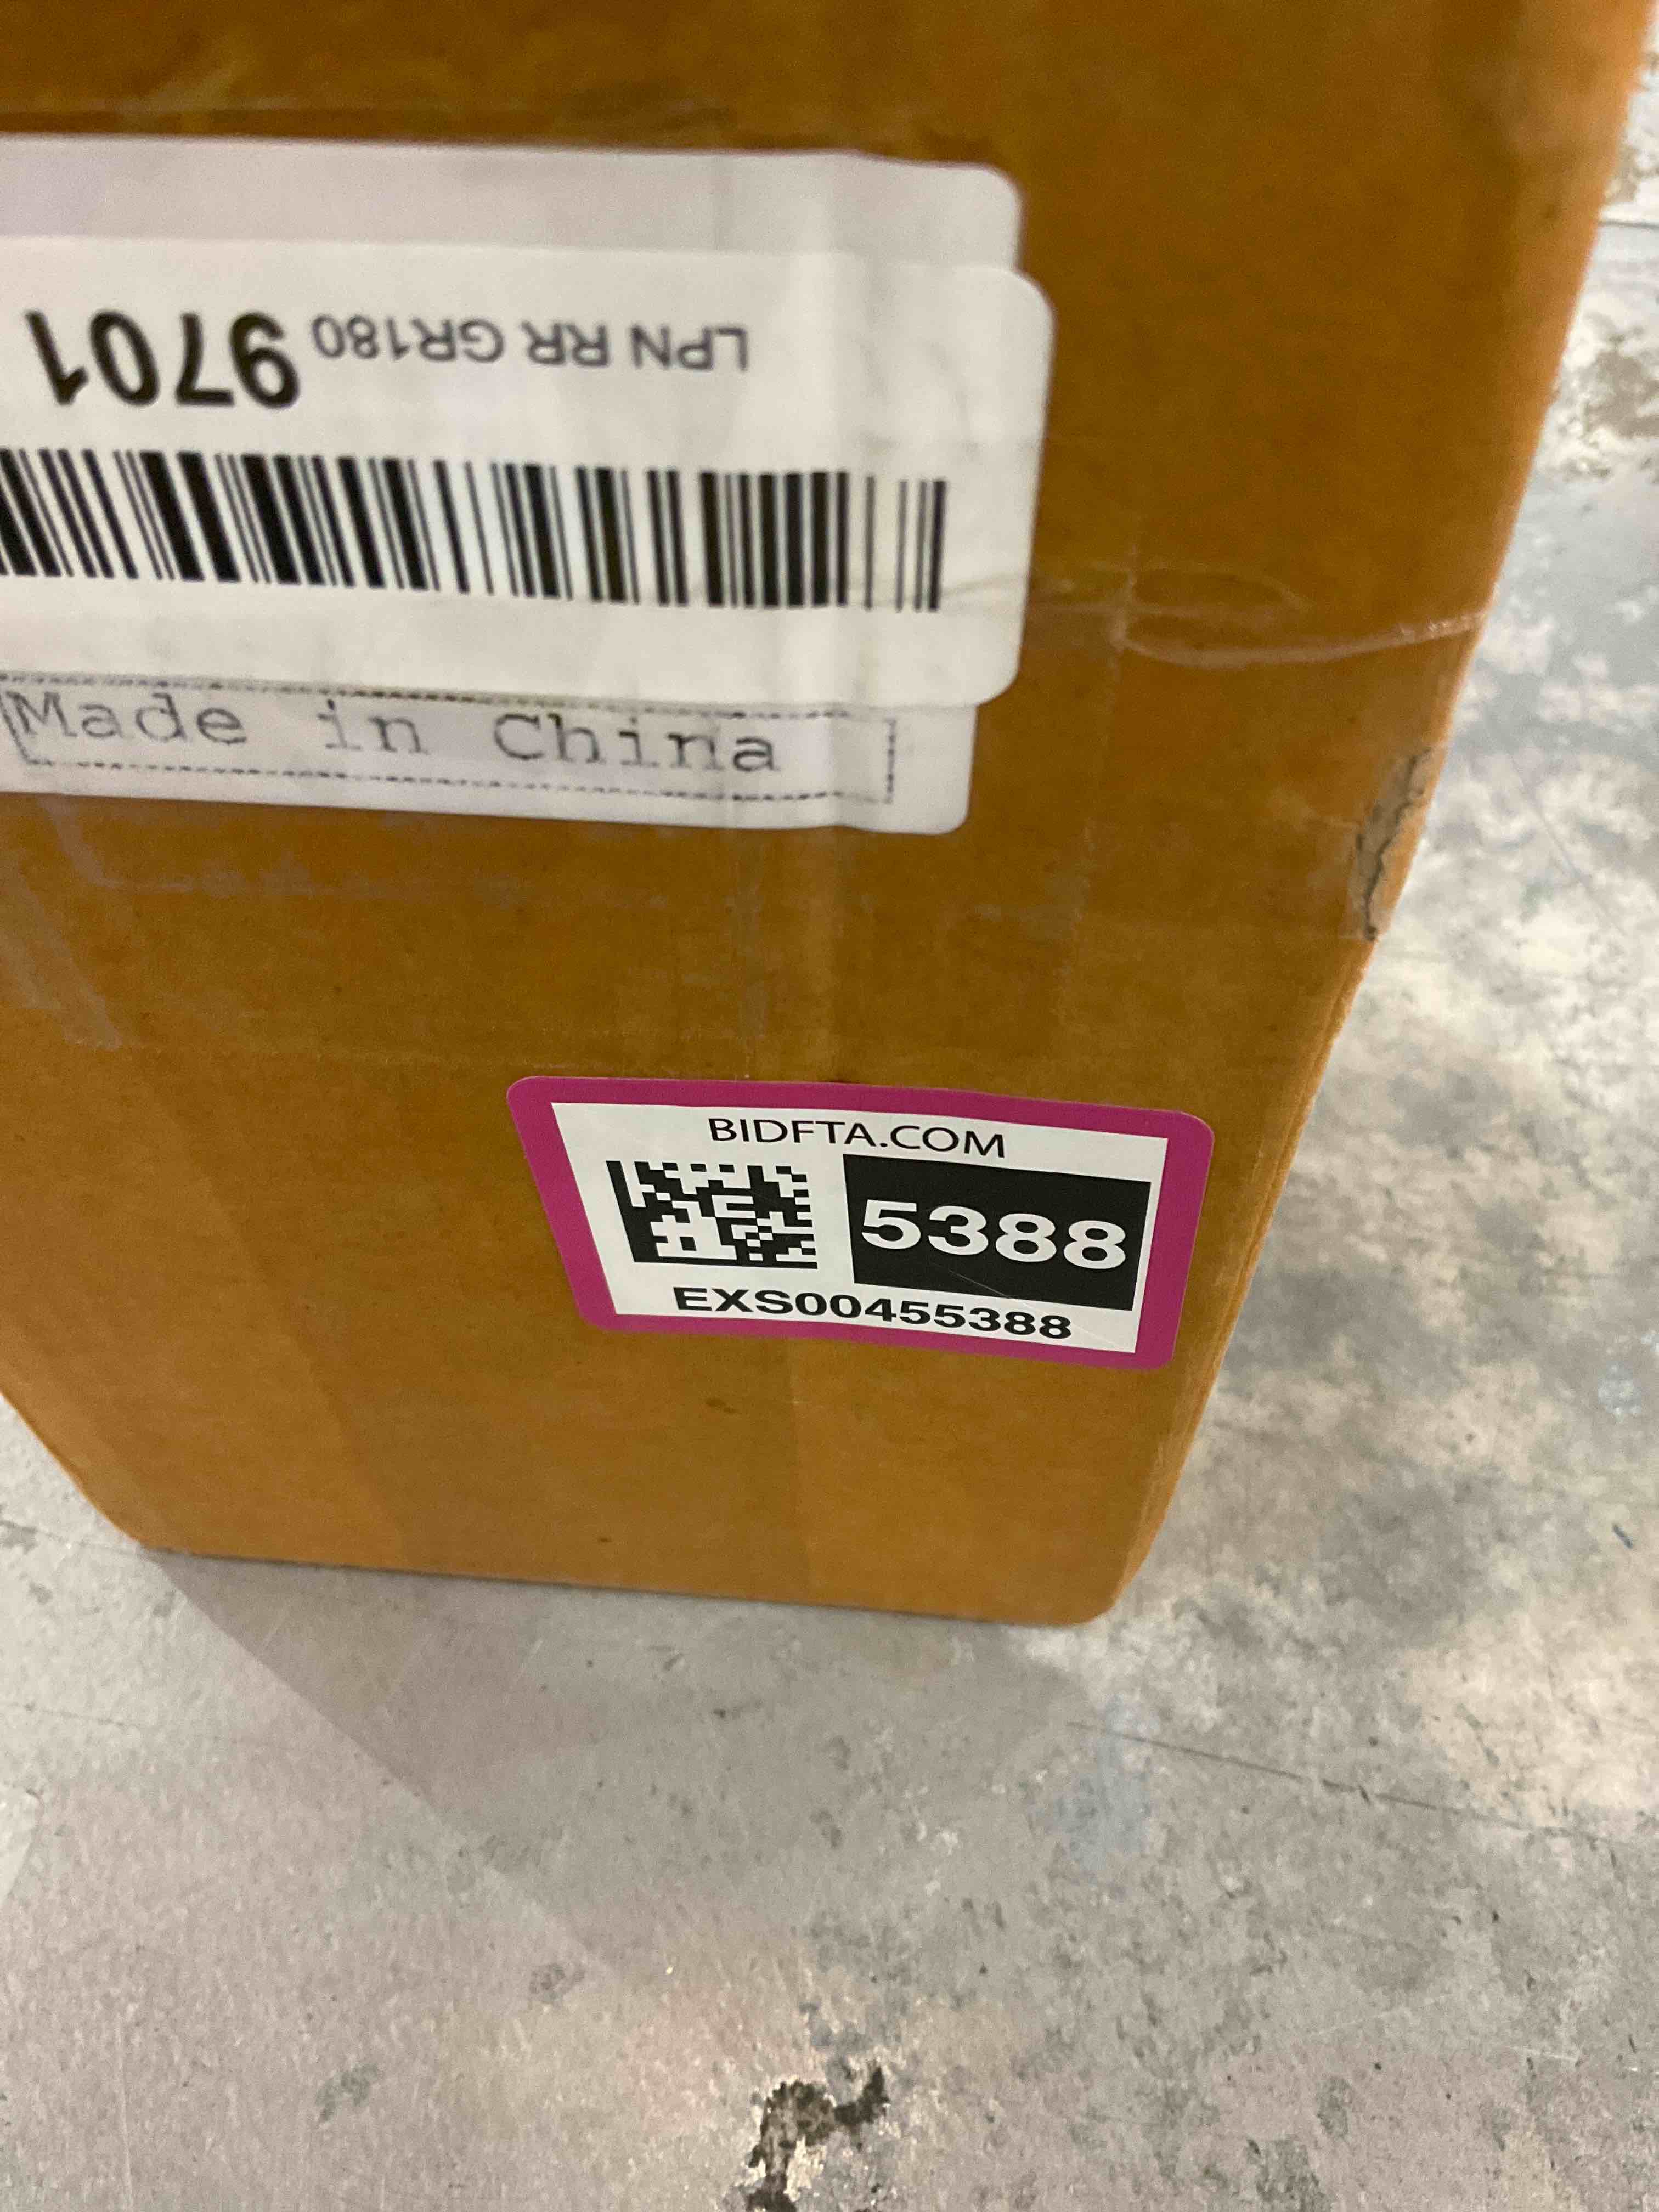 LPN RR GR180 9701
Made in China
BIDFTA.COM
5388
EXS00455388